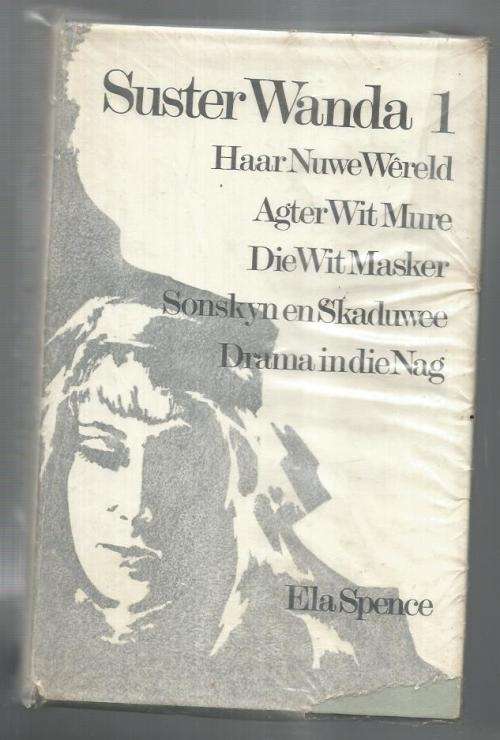 Suster Wanda 1
Haar Nuwe Wêreld
Agter Wit Mure
Die Wit Masker
Sonskyn en Skaduwee
Drama in die Nag
Ela Spence